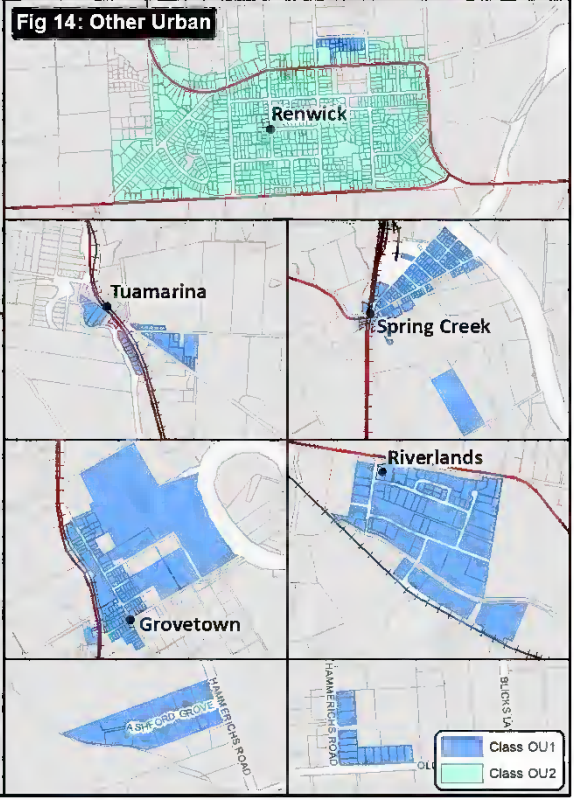 Fig 14: Other Urban
Renwick
Tuamarina
Spring Creek
Riverlands
Grovetown
ASHFORD GROVE
HAMMERICHS ROAD
HAMMERICHS ROAD
Class OU1
Class OU2